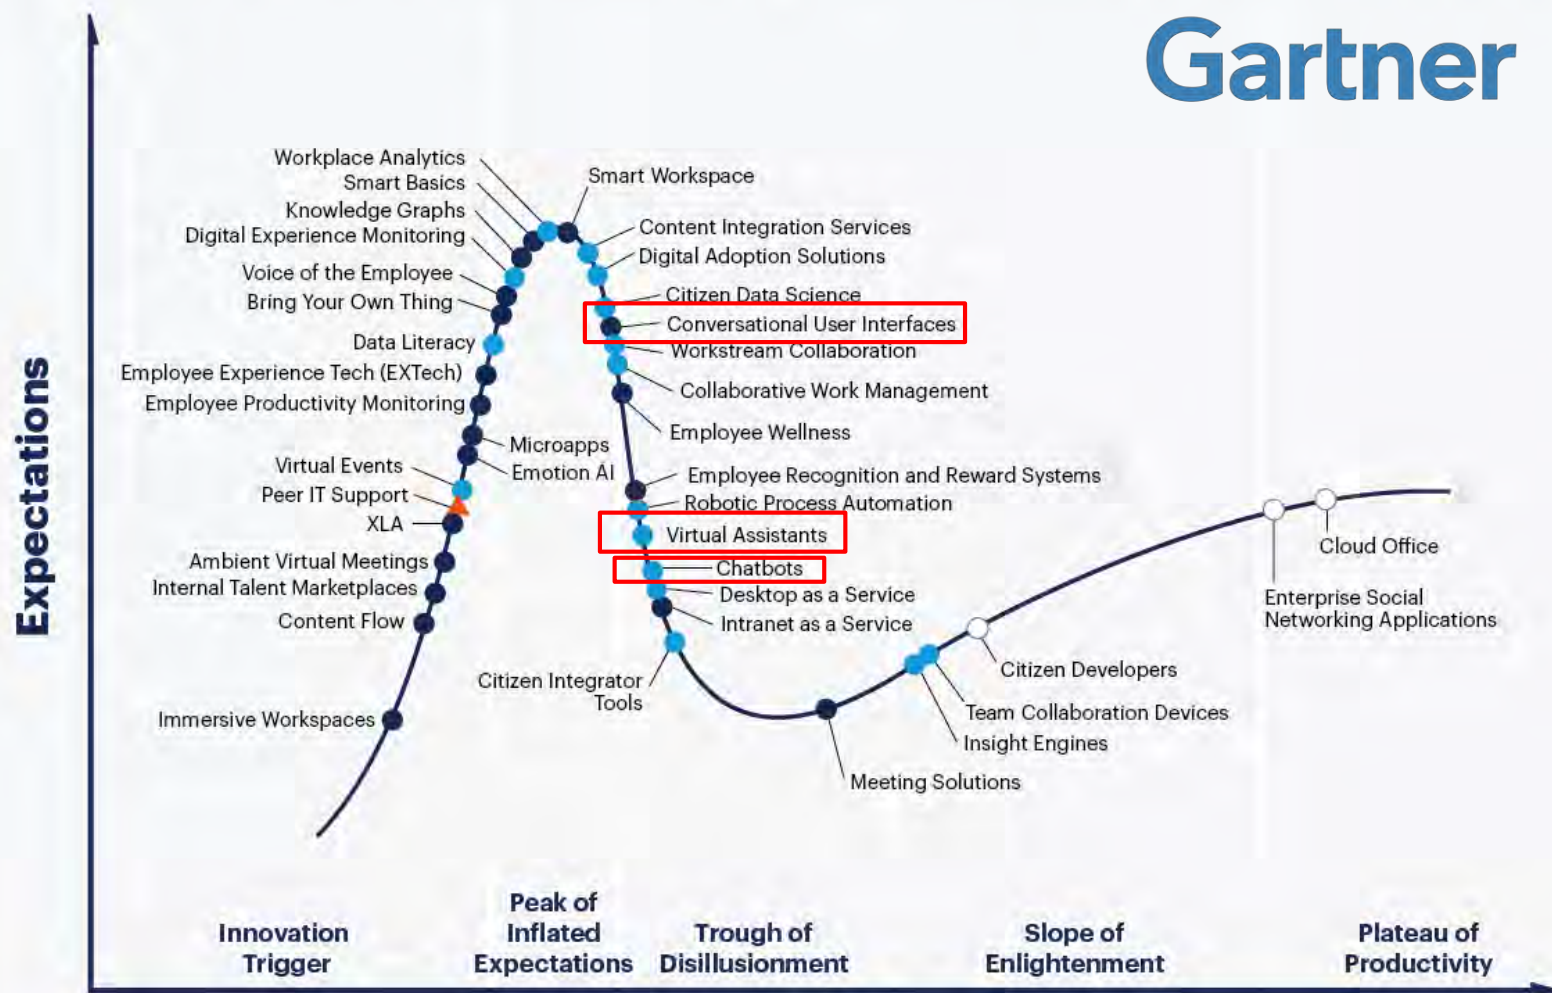 Gartner
Workplace Analytics
Smart Basics
Knowledge Graphs
Digital Experience Monitoring
Voice of the Employee
Bring Your Own Thing
Data Literacy
Employee Experience Tech (EXTech)
Employee Productivity Monitoring
Microapps
Emotion AI
Virtual Events
Peer IT Support
XLA
Ambient Virtual Meetings
Internal Talent Marketplaces
Content Flow
Immersive Workspaces
Smart Workspace
Content Integration Services
Digital Adoption Solutions
Citizen Data Science
Conversational User Interfaces
Workstream Collaboration
Collaborative Work Management
Employee Wellness
Employee Recognition and Reward Systems
Robotic Process Automation
Virtual Assistants
Chatbots
Desktop as a Service
Intranet as a Service
Citizen Integrator
Tools
Meeting Solutions
Insight Engines
Team Collaboration Devices
Citizen Developers
Enterprise Social
Networking Applications
Cloud Office
Expectations
Innovation
Trigger
Peak of
Inflated
Expectations
Trough of
Disillusionment
Slope of
Enlightenment
Plateau of
Productivity